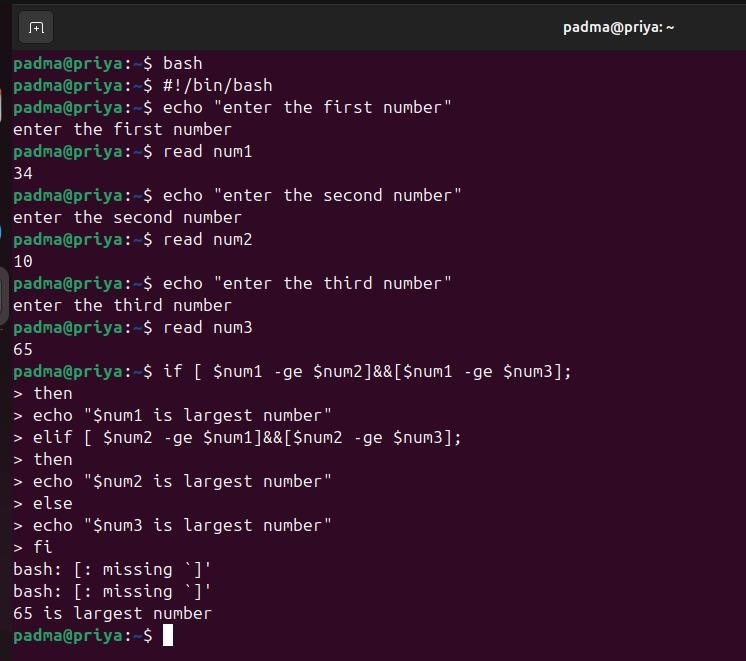 padma@priya: ~
padma@priya:~$ bash
padma@priya:~$ #!/bin/bash
padma@priya:~$ echo "enter the first number"
enter the first number
padma@priya:~$ read num1
34
padma@priya:~$ echo "enter the second number"
enter the second number
padma@priya:~$ read num2
10
padma@priya:~$ echo "enter the third number"
enter the third number
padma@priya:~$ read num3
65
padma@priya:~$ if [ $num1 -ge $num2]&&[$num1 -ge $num3];
> then
> echo "$num1 is largest number"
> elif [ $num2 -ge $num1]&&[$num2 -ge $num3];
> then
> echo "$num2 is largest number"
> else
> echo "$num3 is largest number"
> fi
bash: [: missing `]'
bash: [: missing `]'
65 is largest number
padma@priya:~$